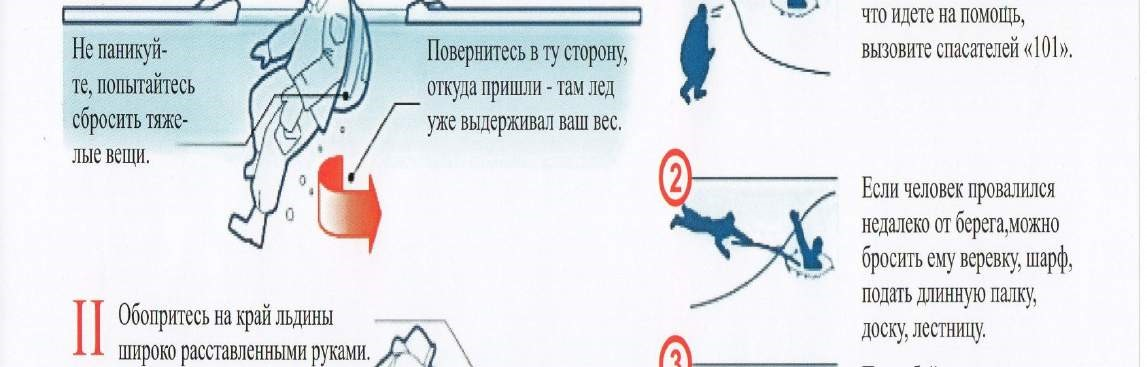 Не паникуй-
те, попытайтесь
сбросить тяже-
лые вещи.
Повернитесь в ту сторону,
откуда пришли - там лед
уже выдерживал ваш вес.
II
Обопритесь на край льдины
широко расставленными руками.
что идете на помощь,
вызовите спасателей «101».
2
Если человек провалился
недалеко от берега,можно
бросить ему веревку, шарф,
подать длинную палку,
доску, лестницу.
3